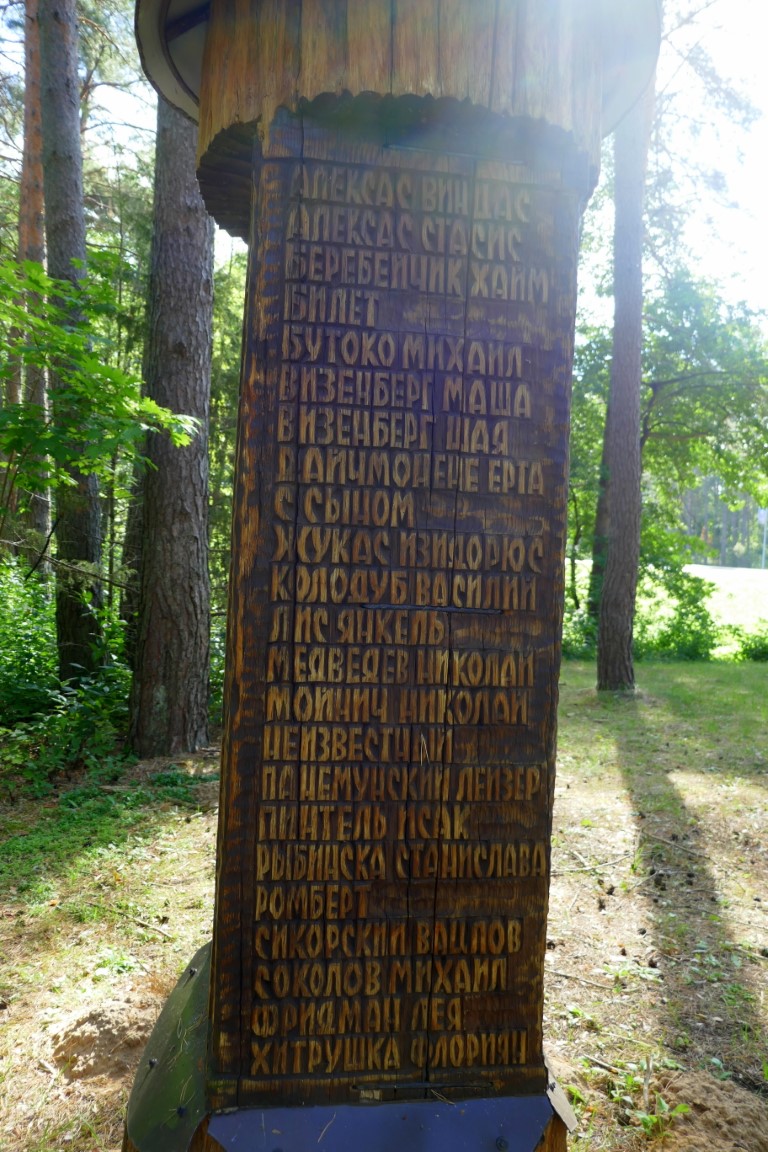 АЛЕКСАС ВИНДАС
АЛЕКСАС СТАСИС
БЕРЕБЕЙЧИК ХАИМ
БИЛЕТ
БУТОКО МИХАИЛ
ВИЗЕНБЕРГ МАША
ВИЗЕНБЕРГ ШАЯ
ДАЙЧМОНЕНЕ ЕРТА
С СЫНОМ
ЖУКАС ИЗИДОРЮС
КОЛОДУБ ВАСИЛИЙ
ЛИС ЯНКЕЛЬ
МЕДВЕДЕВ НИКОЛАЙ
МОЙНИЧ НИКОЛАЙ
НЕИЗВЕСТНЫЙ
ПАНЕМУНСКИЙ ЛЕЙЗЕР
ПИНТЕЛЬ ИСАК
РЫБИНСКА СТАНИСЛАВА
РОМБЕРТ
СИКОРСКИЙ ВАЦЛОВ
СОКОЛОВ МИХАИЛ
ФРИДМАН ЛЕЯ
ХИТРУШКА ФЛОРИЯН